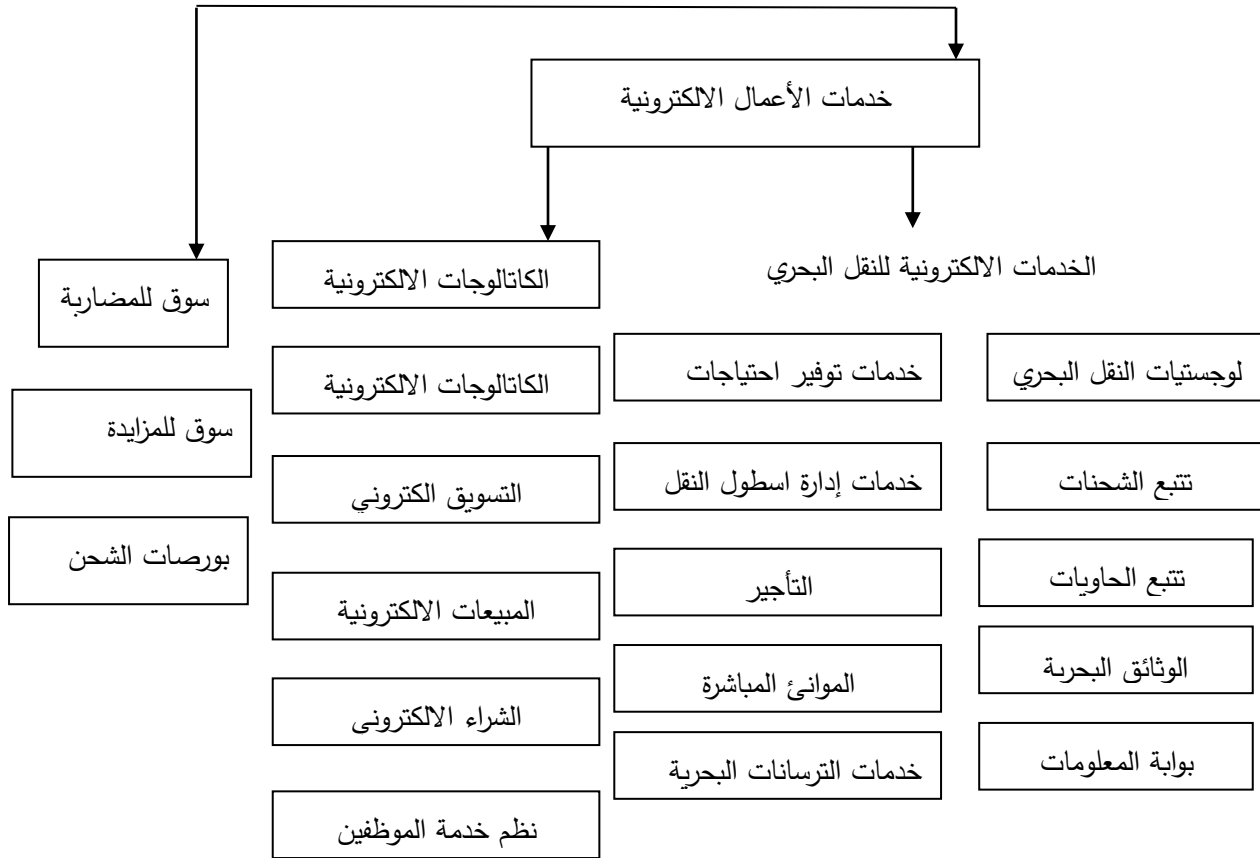 خدمات الأعمال الالكترونية
الخدمات الالكترونية للنقل البحري
الكاتالوجات الالكترونية
سوق للمضاربة
لوجستيات النقل البحري
خدمات توفير احتياجات
الكاتالوجات الالكترونية
سوق للمزايدة
تتبع الشحنات
خدمات إدارة اسطول النقل
التسويق الكتروني
بورصات الشحن
تتبع الحاويات
التأجير
المبيعات الالكترونية
الوثائق البحرية
الموانئ المباشرة
الشراء الالكترونى
بوابة المعلومات
خدمات الترسانات البحرية
نظم خدمة الموظفين